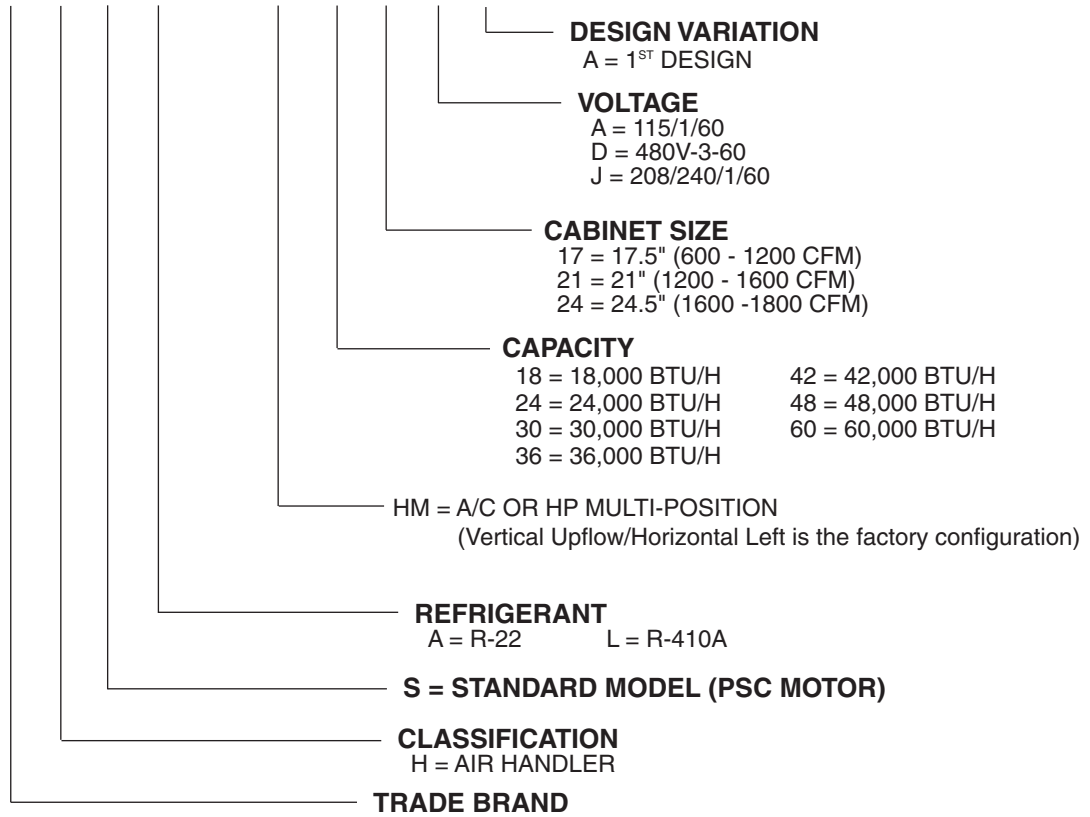 DESIGN VARIATION
A = 1ST DESIGN
VOLTAGE
A = 115/1/60
D = 480V-3-60
J = 208/240/1/60
CABINET SIZE
17 = 17.5" (600 - 1200 CFM)
21 = 21" (1200 - 1600 CFM)
24 = 24.5" (1600 -1800 CFM)
CAPACITY
18 = 18,000 BTU/H 42 = 42,000 BTU/H
24 = 24,000 BTU/H 48 = 48,000 BTU/H
30 = 30,000 BTU/H 60 = 60,000 BTU/H
36 = 36,000 BTU/H
HM = A/C OR HP MULTI-POSITION
(Vertical Upflow/Horizontal Left is the factory configuration)
REFRIGERANT
A = R-22 L = R-410A
S = STANDARD MODEL (PSC MOTOR)
CLASSIFICATION
H = AIR HANDLER
TRADE BRAND